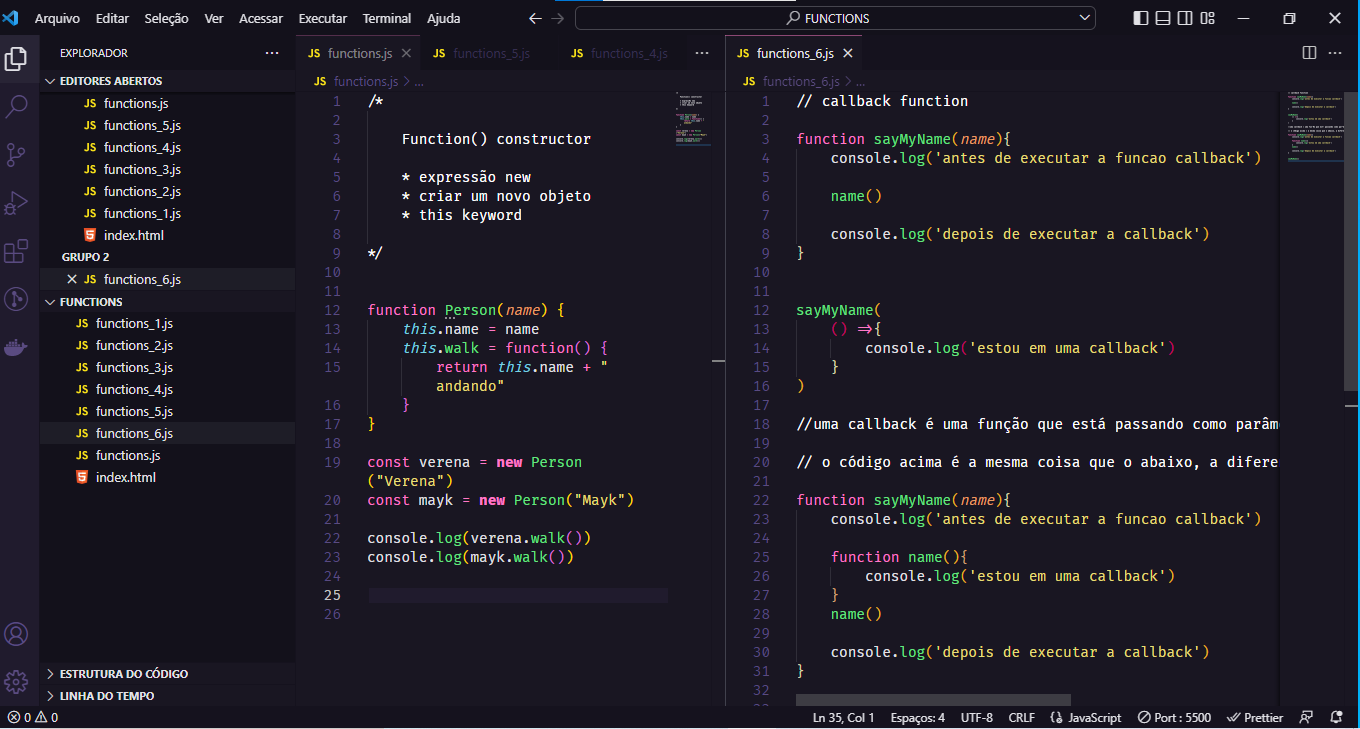 Arquivo Editar Seleção Ver Acessar Executar Terminal Ajuda
FUNCTIONS
EXPLORADOR
EDITORES ABERTOS
JS functions.js
JS functions_5.js
JS functions_4.js
JS functions_3.js
JS functions_2.js
JS functions_1.js
index.html
GRUPO 2
JS functions_6.js
FUNCTIONS
JS functions_1.js
JS functions_2.js
JS functions_3.js
JS functions_4.js
JS functions_5.js
JS functions_6.js
JS functions.js
index.html
ESTRUTURA DO CÓDIGO
LINHA DO TEMPO
JS functions.js JS functions_5.js JS functions_4.js ...
JS functions.js > ...
1 /*
2
3 Function() constructor
4
5 * expressão new
6 * criar um novo objeto
7 * this keyword
8
9 */
10
11
12 function Person(name) {
13 this.name = name
14 this.walk = function() {
15 return this.name + "
andando"
16 }
17 }
18
19 const verena = new Person
("Verena")
20 const mayk = new Person("Mayk")
21
22 console.log(verena.walk())
23 console.log(mayk.walk())
24
25
26
JS functions_6.js
JS functions_6.js > ...
1 // callback function
2
3 function sayMyName(name){
4 console.log('antes de executar a funcao callback')
5
6 name()
7
8 console.log('depois de executar a callback')
9 }
10
11
12 sayMyName(
13 () =>{
14 console.log('estou em uma callback')
15 }
16 )
17
18 //uma callback é uma função que está passando como parâm
19
20 // o código acima é a mesma coisa que o abaixo, a difere
21
22 function sayMyName(name){
23 console.log('antes de executar a funcao callback')
24
25 function name(){
26 console.log('estou em uma callback')
27 }
28 name()
29
30 console.log('depois de executar a callback')
31 }
32
0 0
Ln 35, Col 1 Espaços: 4 UTF-8 CRLF JavaScript Port : 5500 Prettier